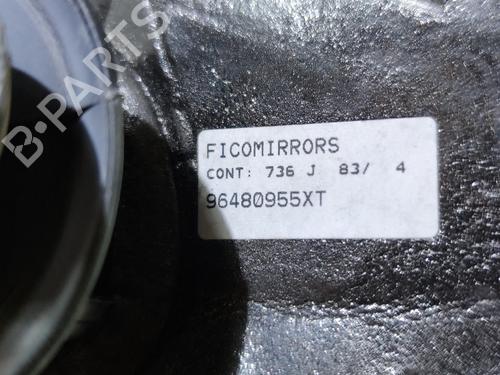 B-PARTS
FICOMIRRORS
CONT: 736 J 83/ 4
96480955XT